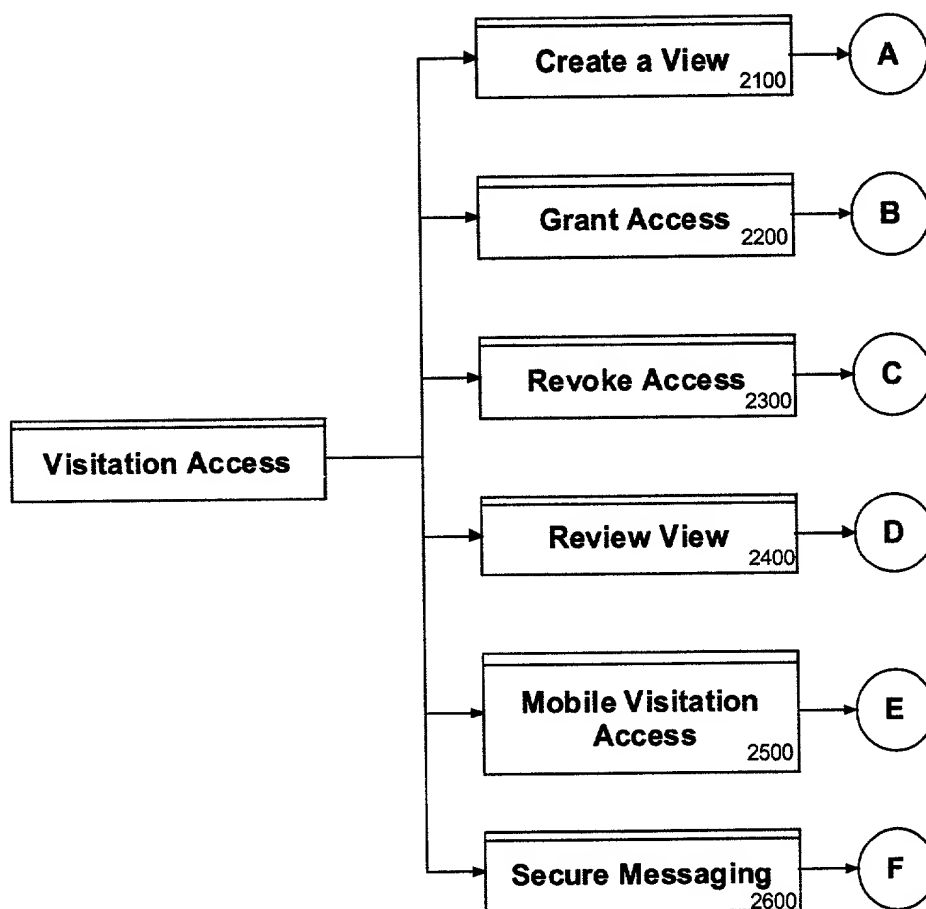 Create a View
2100
A
Grant Access
2200
B
Revoke Access
2300
C
Visitation Access
Review View
2400
D
Mobile Visitation
Access
2500
E
Secure Messaging
2600
F